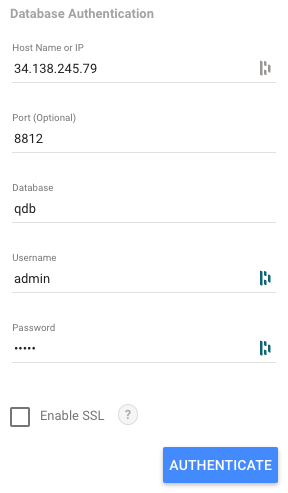 Database Authentication
Host Name or IP
34.138.245.79
Port (Optional)
8812
Database
qdb
Username
admin
Password
•••••
Enable SSL ?
AUTHENTICATE